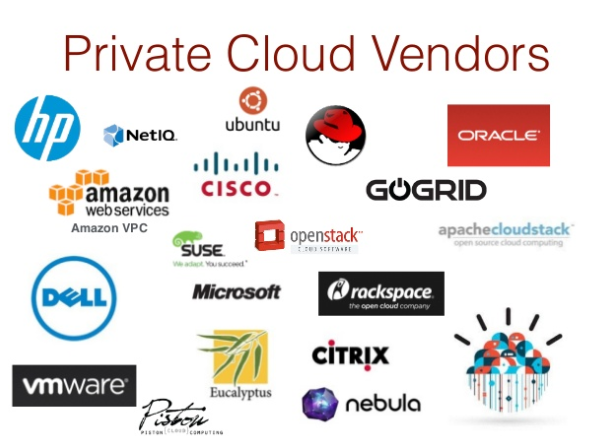 Private Cloud Vendors
hp
NetIQ.
ubuntu
ORACLE
CISCO
amazon
web services
Amazon VPC
GOGRID
SUSE
We adapt. You succeed.
openstack
CLOUD SOFTWARE
apachecloudstack™
open source cloud computing
DELL
Microsoft
rackspace.
the open cloud company
vmware®
Eucalyptus
CITRIX
nebula
Piston
PISTON CLOUD COMPUTING